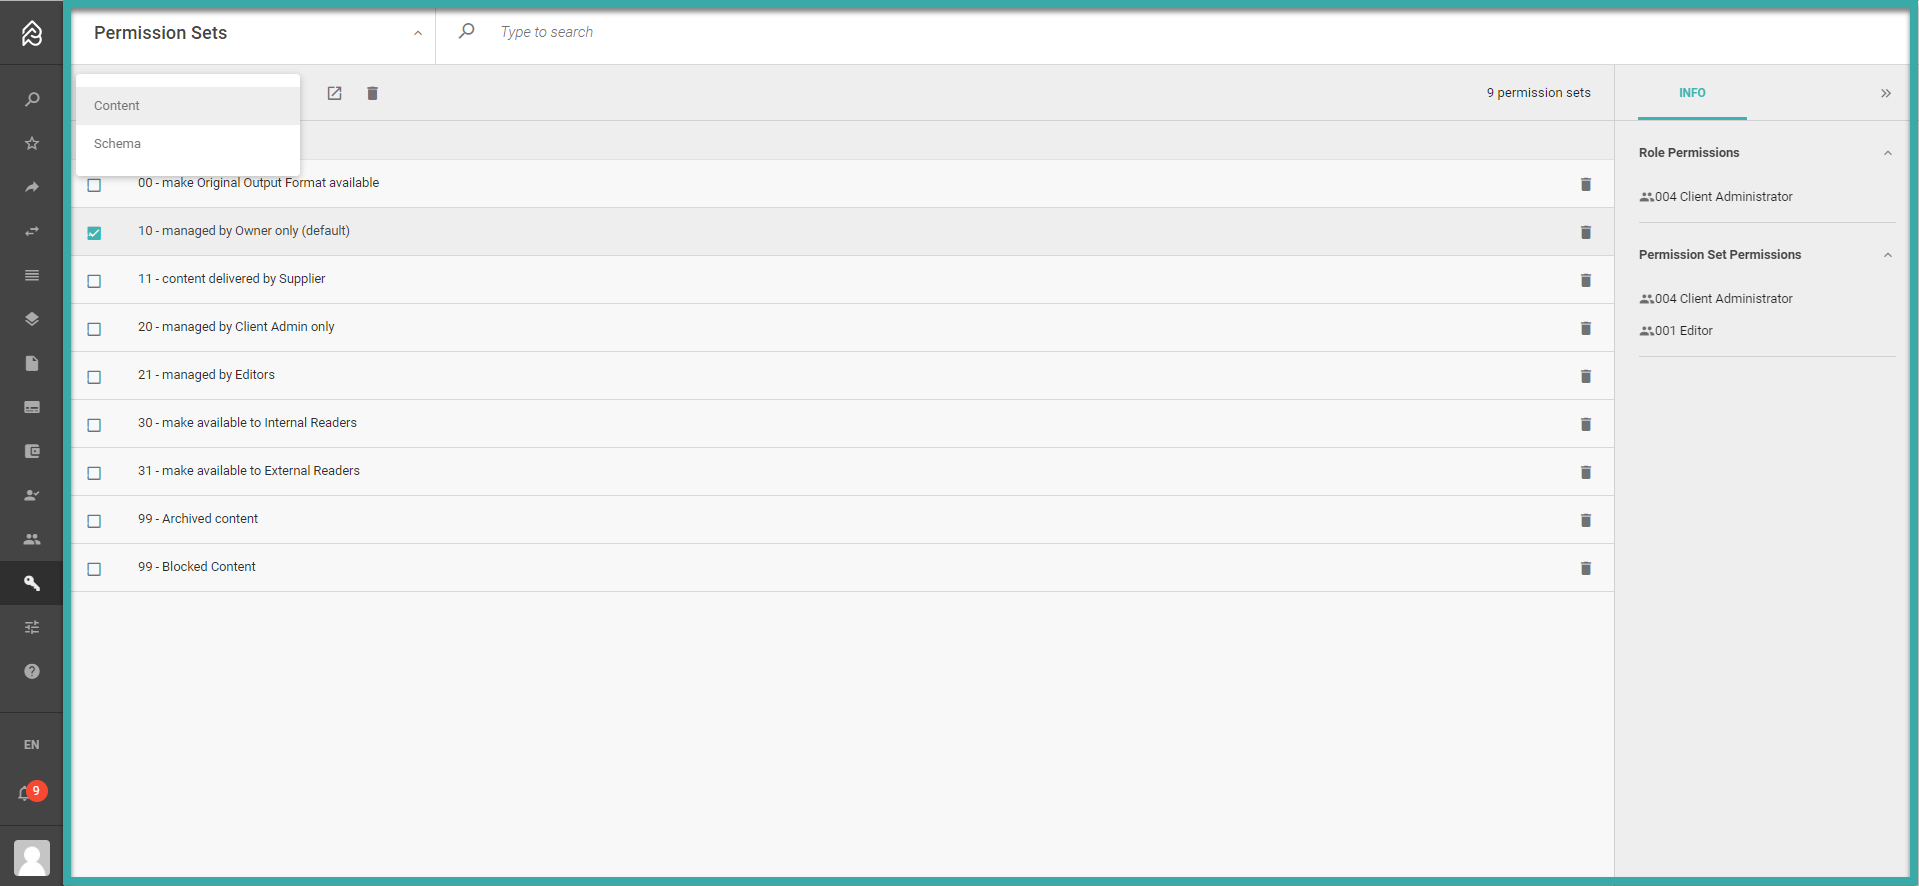 Permission Sets
Type to search
Content
Schema
9 permission sets
00 - make Original Output Format available
10 - managed by Owner only (default)
11 - content delivered by Supplier
20 - managed by Client Admin only
21 - managed by Editors
30 - make available to Internal Readers
31 - make available to External Readers
99 - Archived content
99 - Blocked Content
INFO
Role Permissions
004 Client Administrator
Permission Set Permissions
004 Client Administrator
001 Editor
EN
9